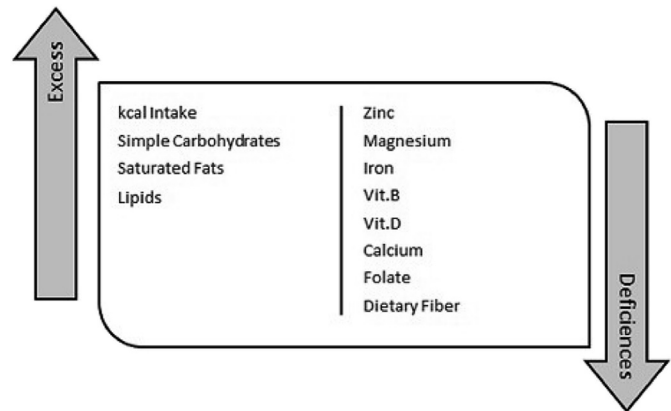 Excess
kcal Intake
Simple Carbohydrates
Saturated Fats
Lipids
Zinc
Magnesium
Iron
Vit.B
Vit.D
Calcium
Folate
Dietary Fiber
Deficiences